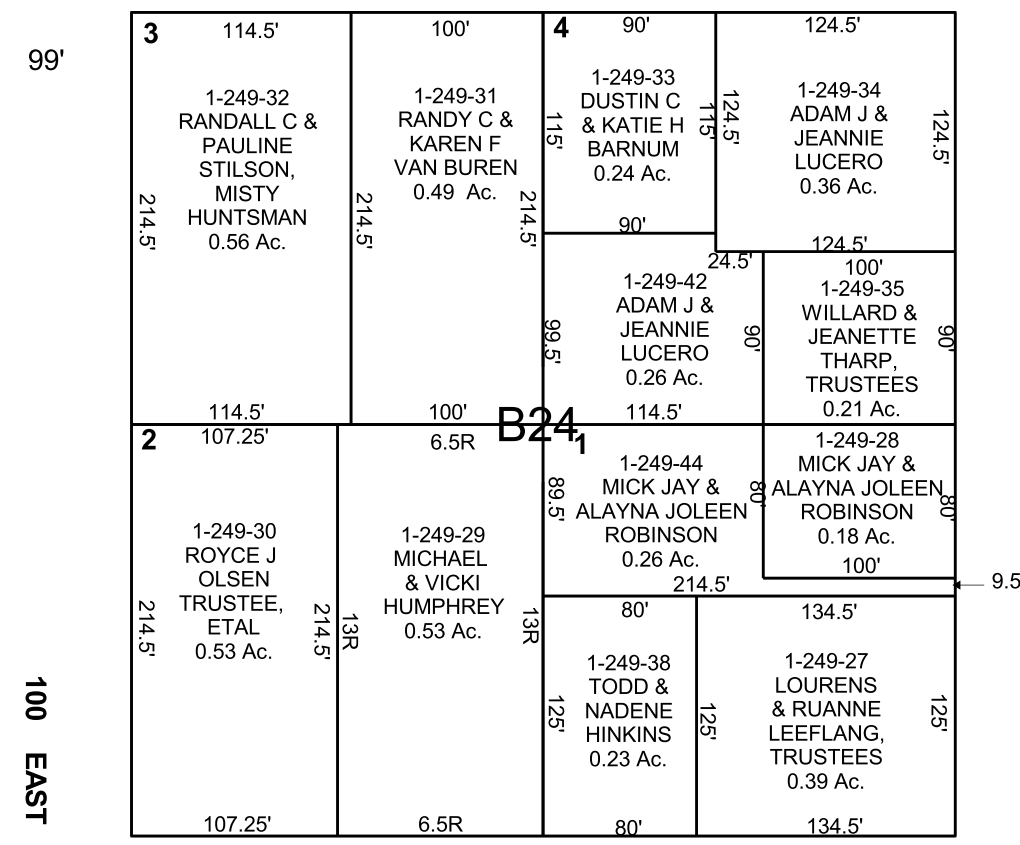 99'
3
114.5'
1-249-32
RANDALL C &
PAULINE
STILSON,
MISTY
HUNTSMAN
0.56 Ac.
214.5'
114.5'
100'
1-249-31
RANDY C &
KAREN F
VAN BUREN
0.49 Ac.
214.5'
214.5'
100'
4
90'
1-249-33
DUSTIN C
& KATIE H
BARNUM
0.24 Ac.
115'
115'
90'
124.5'
1-249-34
ADAM J &
JEANNIE
LUCERO
0.36 Ac.
124.5'
124.5'
124.5'
24.5'
1-249-42
ADAM J &
JEANNIE
LUCERO
0.26 Ac.
99.5'
90'
114.5'
100'
1-249-35
WILLARD &
JEANETTE
THARP,
TRUSTEES
0.21 Ac.
90'
B24
2
107.25'
1-249-30
ROYCE J
OLSEN
TRUSTEE,
ETAL
0.53 Ac.
214.5'
214.5'
107.25'
6.5R
1-249-29
MICHAEL
& VICKI
HUMPHREY
0.53 Ac.
13R
13R
6.5R
1
1-249-44
MICK JAY &
ALAYNA JOLEEN
ROBINSON
0.26 Ac.
89.5'
80'
214.5'
1-249-28
MICK JAY &
ALAYNA JOLEEN
ROBINSON
0.18 Ac.
80'
100'
9.5
80'
1-249-38
TODD &
NADENE
HINKINS
0.23 Ac.
125'
125'
80'
134.5'
1-249-27
LOURENS
& RUANNE
LEEFLANG,
TRUSTEES
0.39 Ac.
125'
134.5'
100 EAST